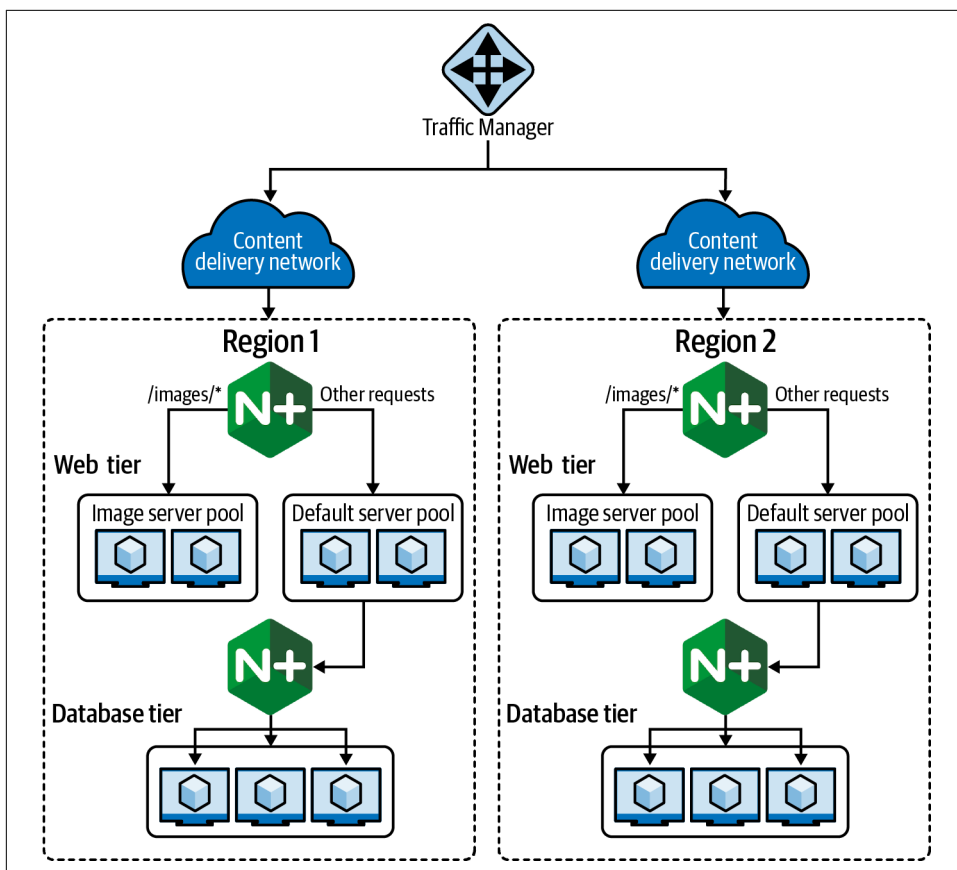 Traffic Manager
Content
delivery network
Content
delivery network
Region 1
/images/*
N+
Other requests
Web tier
Image server pool
Default server pool
N+
Database tier
Region 2
/images/*
N+
Other requests
Web tier
Image server pool
Default server pool
N+
Database tier